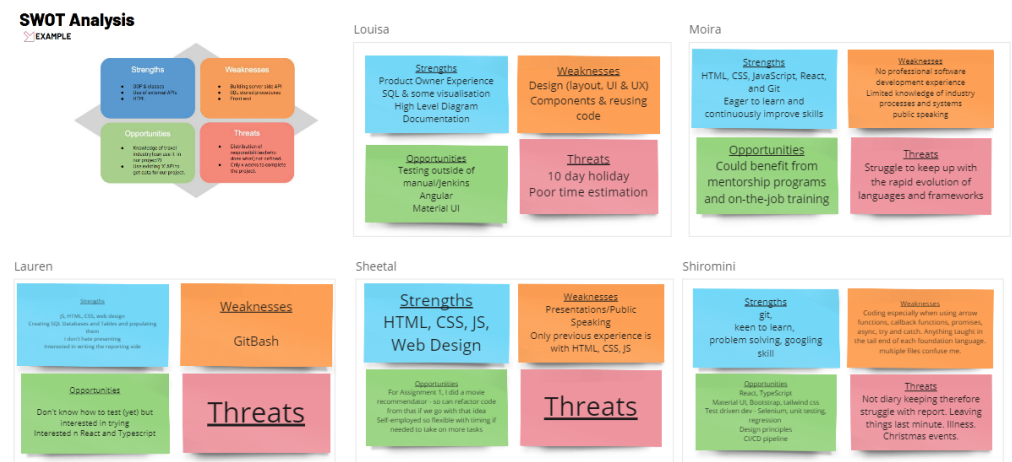 SWOT Analysis
EXAMPLE
Strengths
OOP & classes
Use of external APIs
HTML
Weaknesses
Building server side API
SQL stored procedures
Front end
Opportunities
Knowledge of travel
industry (can use it in
our project?)
Use existing 'X' API to
get data for our project.
Threats
Distribution of
responsibilities (who
does what) not defined
Only x weeks to complete
the project.
Louisa
Strengths
Product Owner Experience
SQL & some visualisation
High Level Diagram
Documentation
Weaknesses
Design (layout, UI & UX)
Components & reusing
code
Opportunities
Testing outside of
manual/Jenkins
Angular
Material UI
Threats
10 day holiday
Poor time estimation
Moira
Strengths
HTML, CSS, JavaScript, React,
and Git
Eager to learn and
continuously improve skills
Weaknesses
No professional software
development experience
Limited knowledge of industry
processes and systems
public speaking
Opportunities
Could benefit from
mentorship programs
and on-the-job training
Threats
Struggle to keep up with
the rapid evolution of
languages and frameworks
Lauren
Strengths
JS, HTML, CSS, web design
Creating SQL Databases and Tables and populating
them
I don't hate presenting
Interested in writing the reporting side
Weaknesses
GitBash
Opportunities
Don't know how to test (yet) but
interested in trying
Interested n React and Typescript
Threats
Sheetal
Strengths
HTML, CSS, JS,
Web Design
Weaknesses
Presentations/Public
Speaking
Only previous experience is
with HTML, CSS, JS
Opportunities
For Assignment 1, I did a movie
recommendator - so can refactor code
from that if we go with that idea
Self-employed so flexible with timing if
needed to take on more tasks
Threats
Shiromini
Strengths
git,
keen to learn,
problem solving, googling
skill
Weaknesses
Coding especially when using arrow
functions, callback functions, promises,
async, try and catch. Anything taught in
the tail end of each foundation language.
multiple files confuse me.
Opportunities
React, TypeScript
Material UI, Bootstrap, tailwind css
Test driven dev - Selenium, unit testing,
regression
Design principles
CI/CD pipeline
Threats
Not diary keeping therefore
struggle with report. Leaving
things last minute. Illness.
Christmas events.